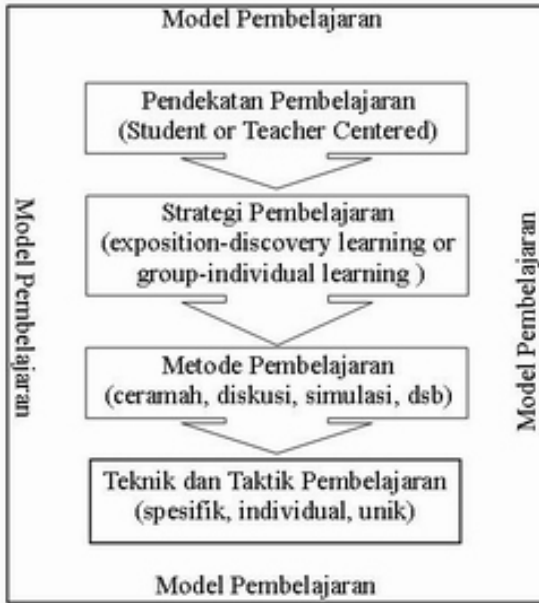 Model Pembelajaran
Pendekatan Pembelajaran
(Student or Teacher Centered)
Strategi Pembelajaran
(exposition-discovery learning or
group-individual learning )
Metode Pembelajaran
(ceramah, diskusi, simulasi, dsb)
Teknik dan Taktik Pembelajaran
(spesifik, individual, unik)
Model Pembelajaran
Model Pembelajaran
Model Pembelajaran